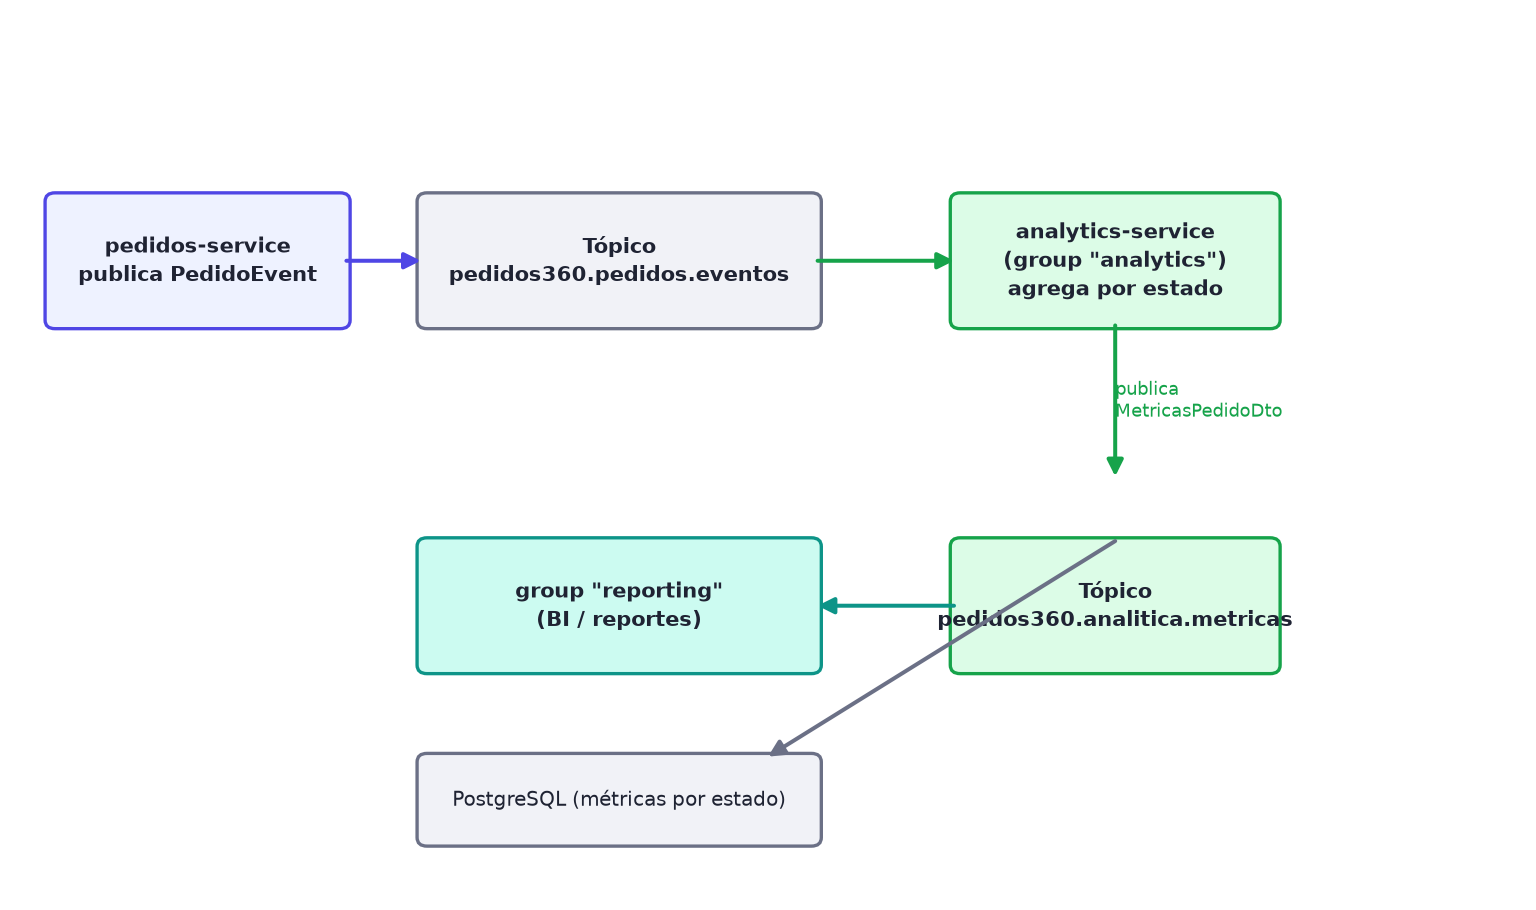 pedidos-service
publica PedidoEvent
Tópico
pedidos360.pedidos.eventos
analytics-service
(group "analytics")
agrega por estado
publica
MetricasPedidoDto
group "reporting"
(BI / reportes)
Tópico
pedidos360.analitica.metricas
PostgreSQL (métricas por estado)